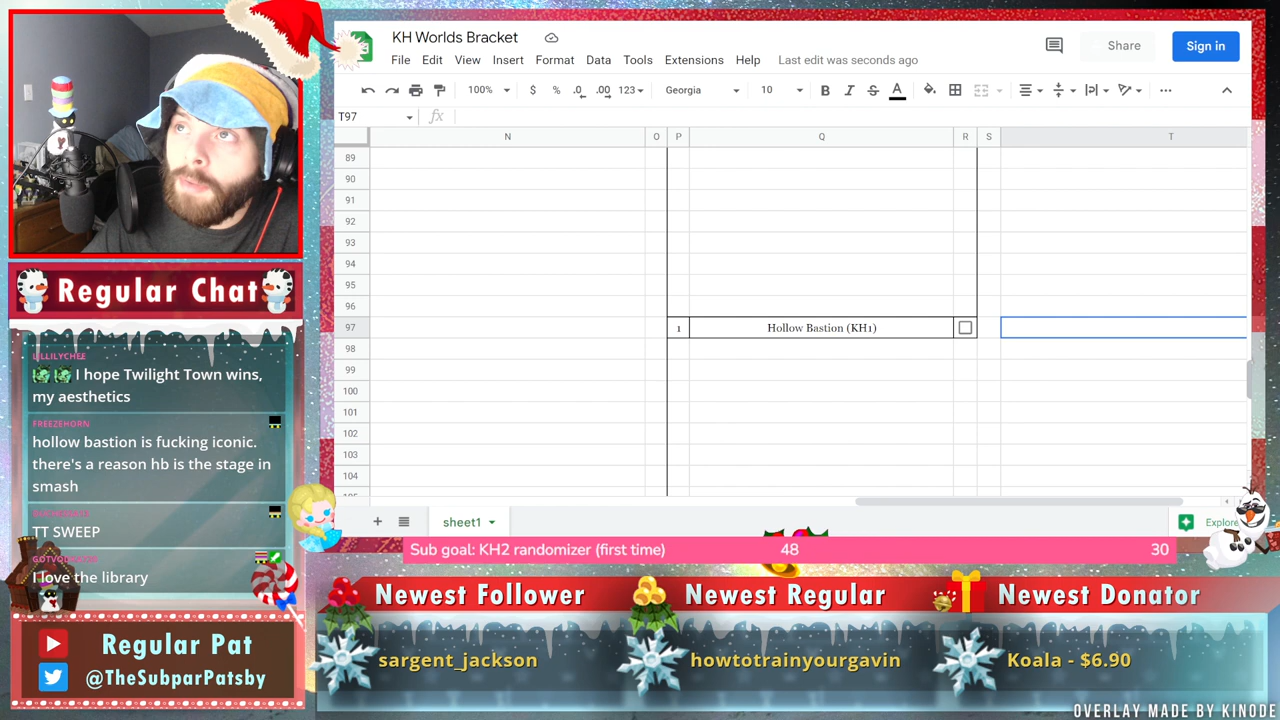 KH Worlds Bracket
File Edit View Insert Format Data Tools Extensions Help Last edit was seconds ago
Share
Sign in
100% $ % .0 .00 123 Georgia 10 B I S A
T97 fx
N O P Q R S T
89
90
91
92
93
94
95
96
97 1 Hollow Bastion (KH1)
98
99
100
101
102
103
104
105
sheet1
Explore
Regular Chat
LILLILYCHEE
I hope Twilight Town wins,
my aesthetics
FREEZEHORN
hollow bastion is fucking iconic.
there's a reason hb is the stage in
smash
TT SWEEP
I love the library
Regular Pat
@TheSubparPatsby
Sub goal: KH2 randomizer (first time) 48 30
Newest Follower
sargent_jackson
Newest Regular
howtotrainyourgavin
Newest Donator
Koala - $6.90
OVERLAY MADE BY KINODE